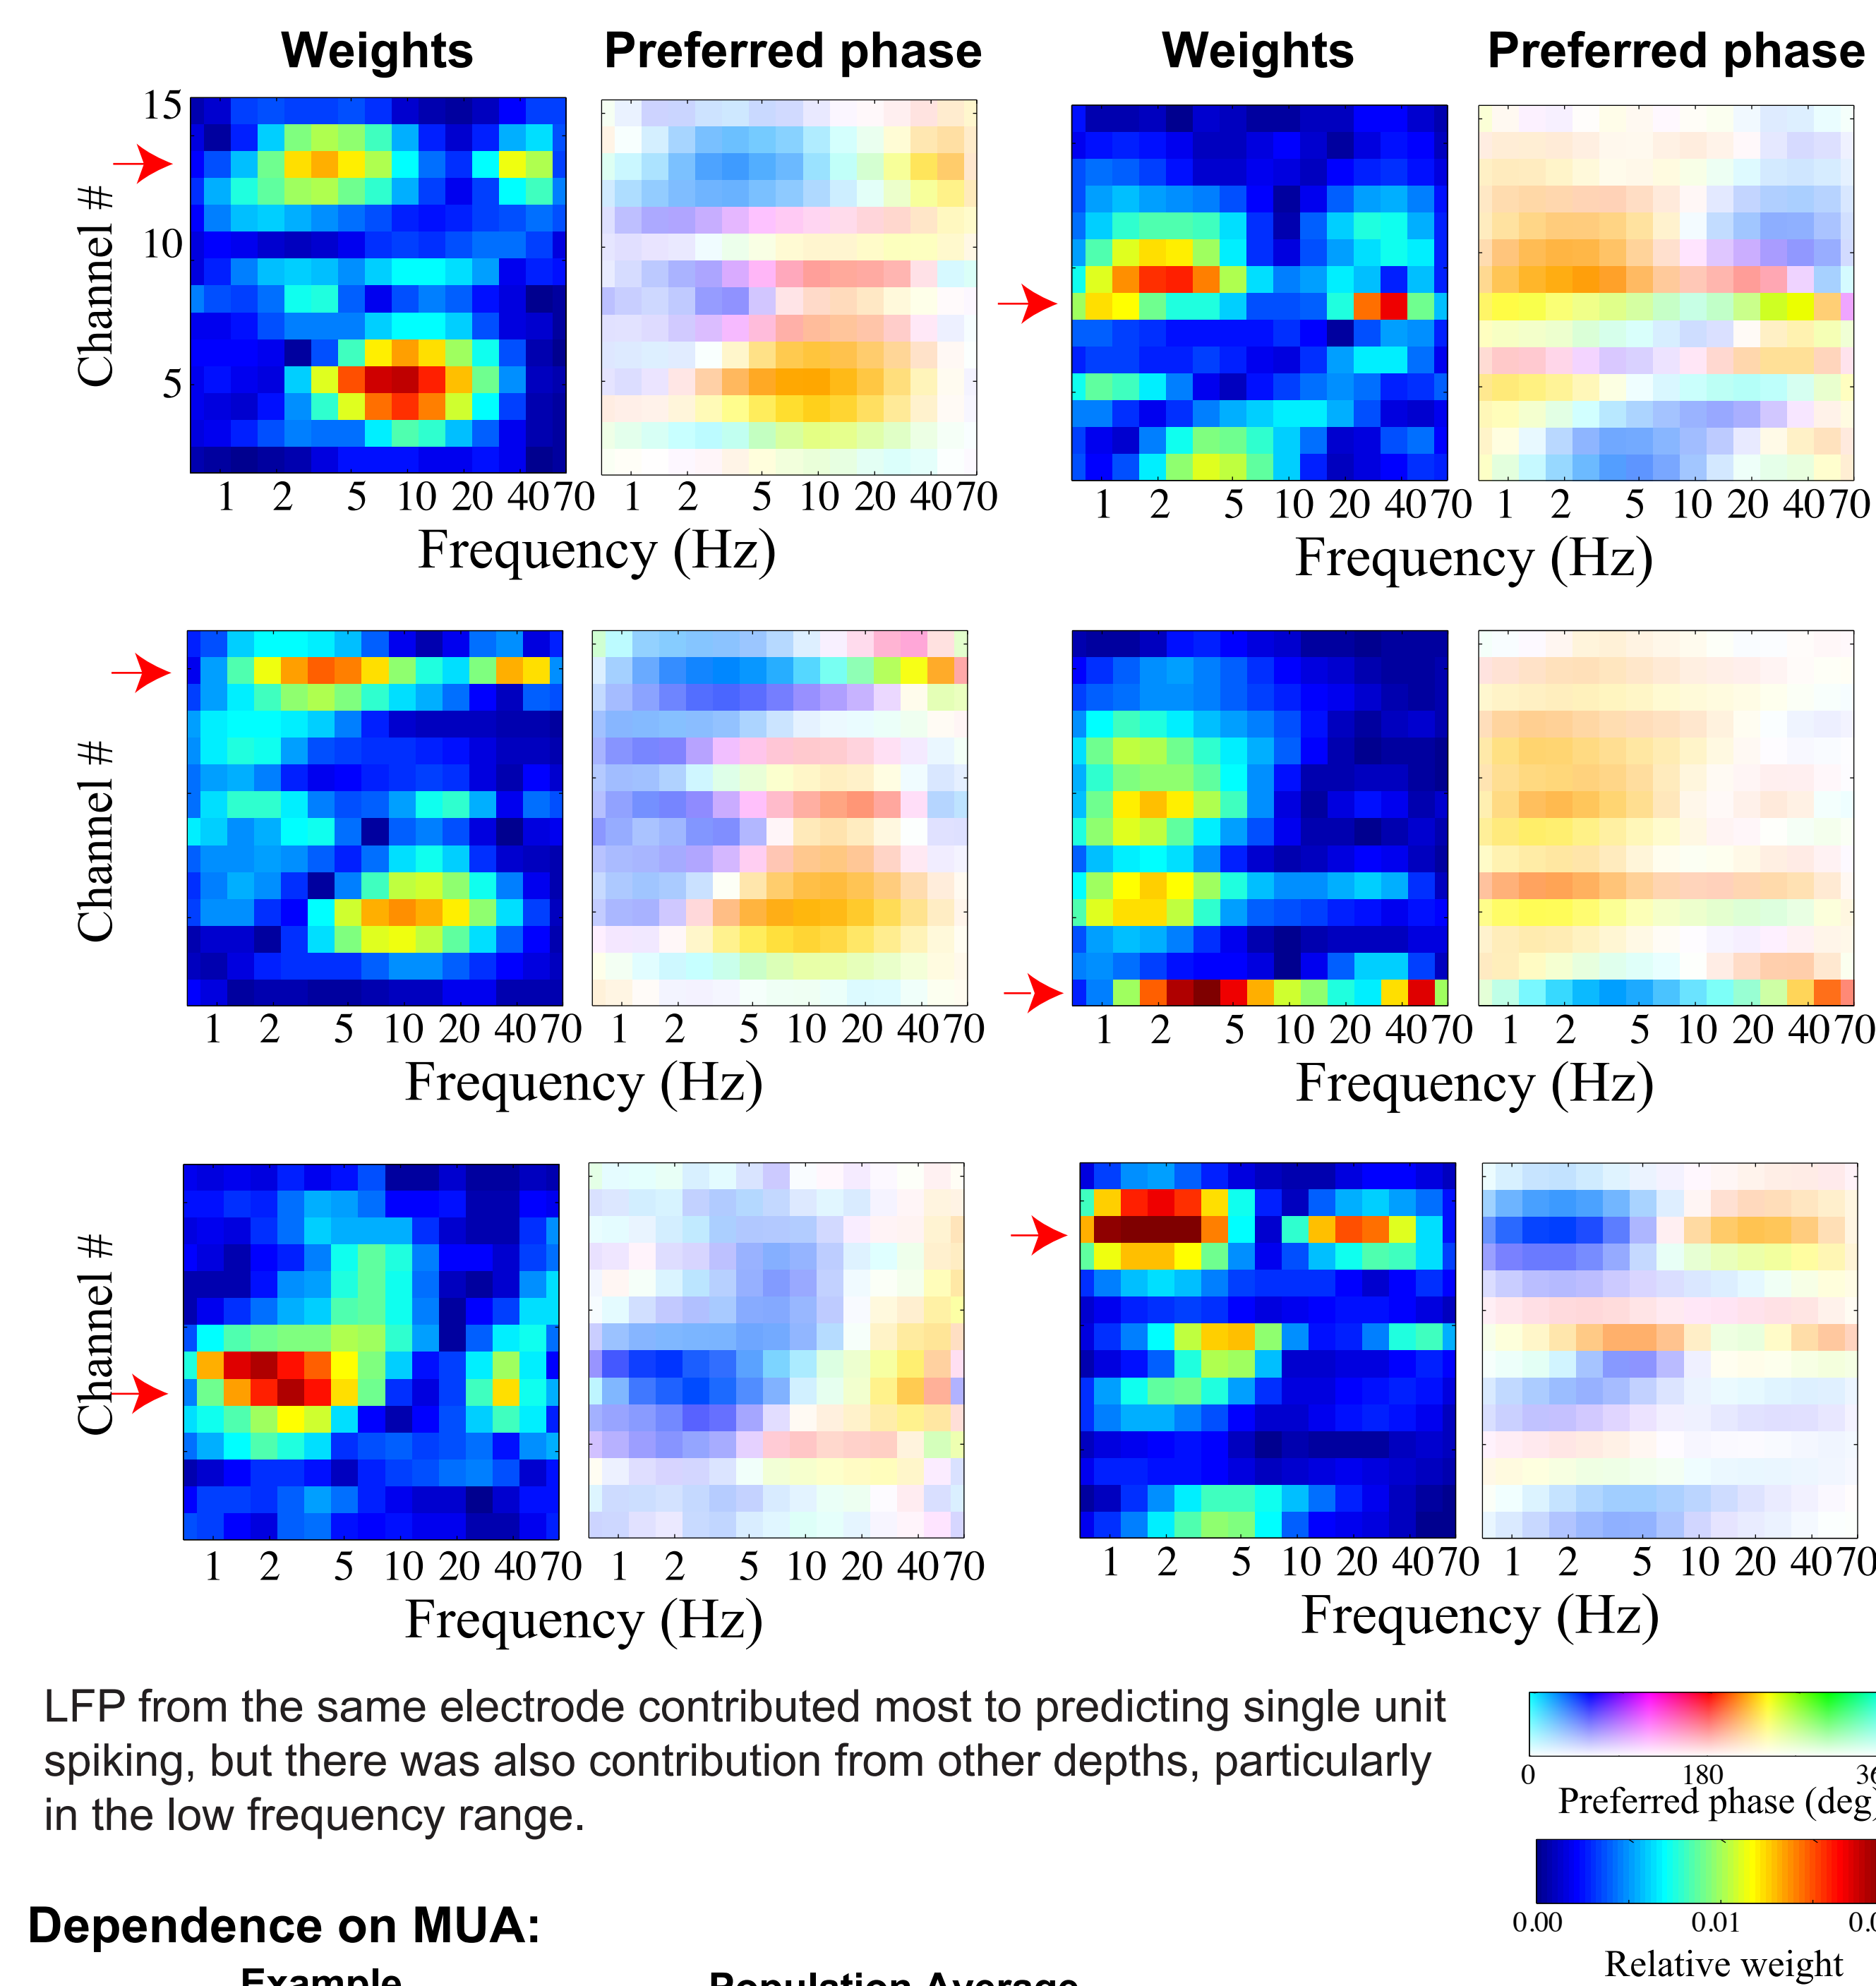 Weights Preferred phase Weights Preferred phase
15
10
5
Channel #
1 2 5 10 20 40 70 1 2 5 10 20 40 70 1 2 5 10 20 40 70 1 2 5 10 20 40 70
Frequency (Hz) Frequency (Hz)
Channel #
1 2 5 10 20 40 70 1 2 5 10 20 40 70 1 2 5 10 20 40 70 1 2 5 10 20 40 70
Frequency (Hz) Frequency (Hz)
Channel #
1 2 5 10 20 40 70 1 2 5 10 20 40 70 1 2 5 10 20 40 70 1 2 5 10 20 40 70
Frequency (Hz) Frequency (Hz)
LFP from the same electrode contributed most to predicting single unit
spiking, but there was also contribution from other depths, particularly
in the low frequency range.
0 180
Preferred phase (deg)
0.00 0.01
Relative weight
Dependence on MUA:
Example Population Average